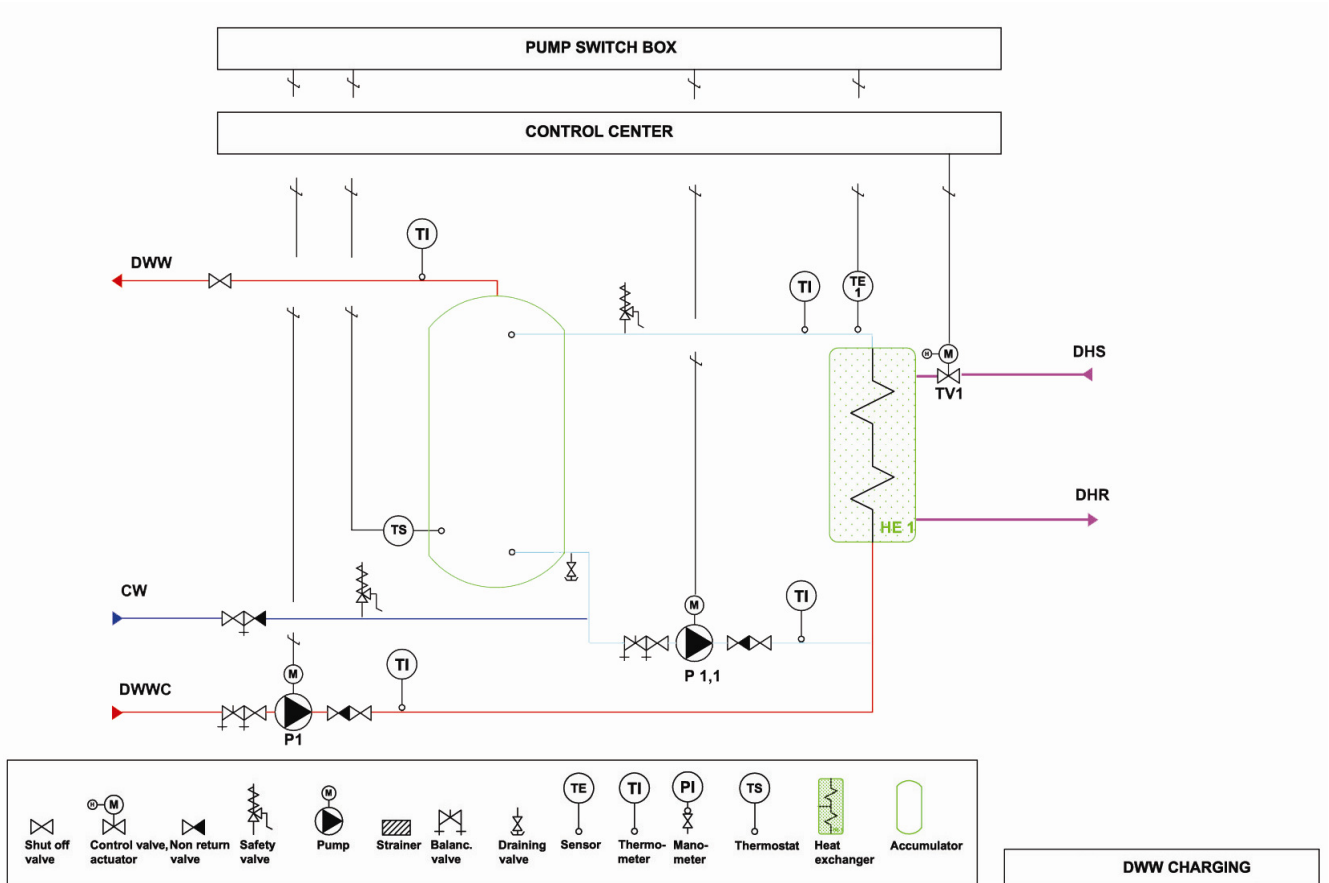 PUMP SWITCH BOX
CONTROL CENTER
TI
DWW
TI
TE
1
H
M
DHS
TV1
DHR
HE 1
TS
CW
M
TI
P 1,1
M
TI
DWWC
P1
H
M
M
TE
TI
PI
TS
Shut off
valve
Control valve,
actuator
Non return
valve
Safety
valve
Pump
Strainer
Balanc.
valve
Draining
valve
Sensor
Thermo-
meter
Mano-
meter
Thermostat
Heat
exchanger
Accumulator
DWW CHARGING